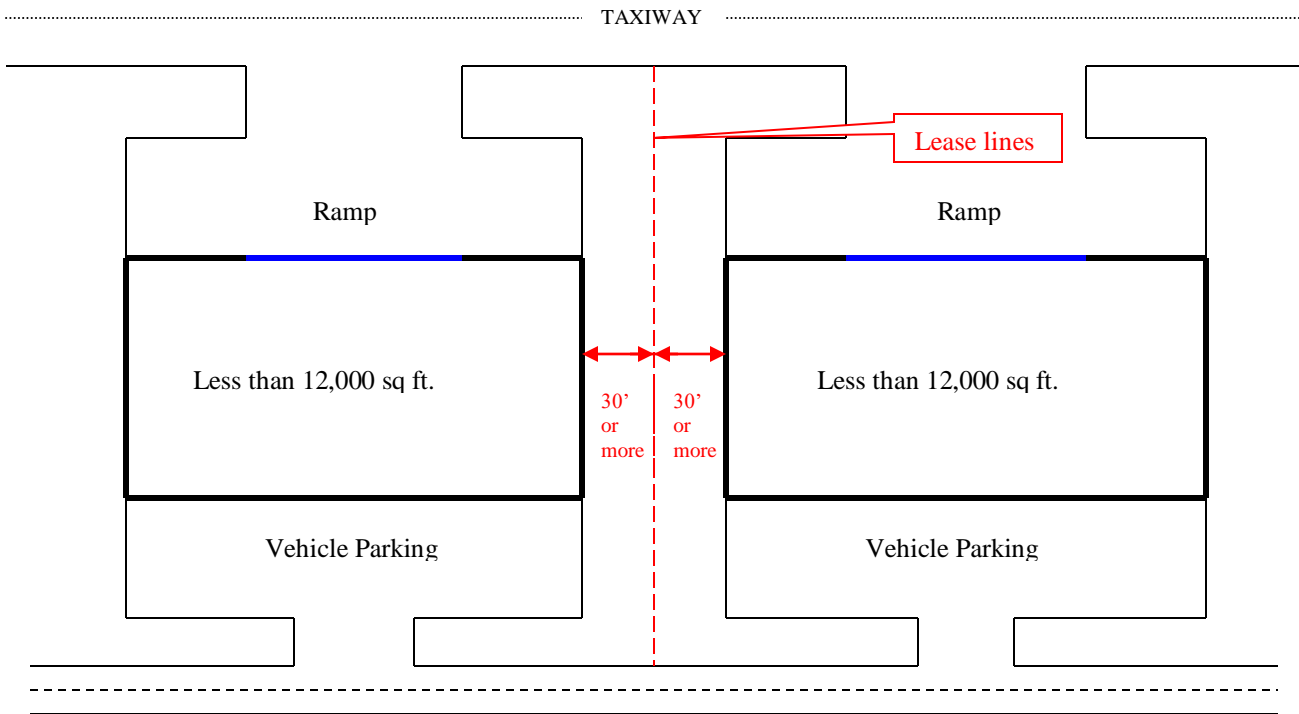 TAXIWAY
Lease lines
Ramp
Ramp
Less than 12,000 sq ft.
Less than 12,000 sq ft.
30’
or
more
30’
or
more
Vehicle Parking
Vehicle Parking